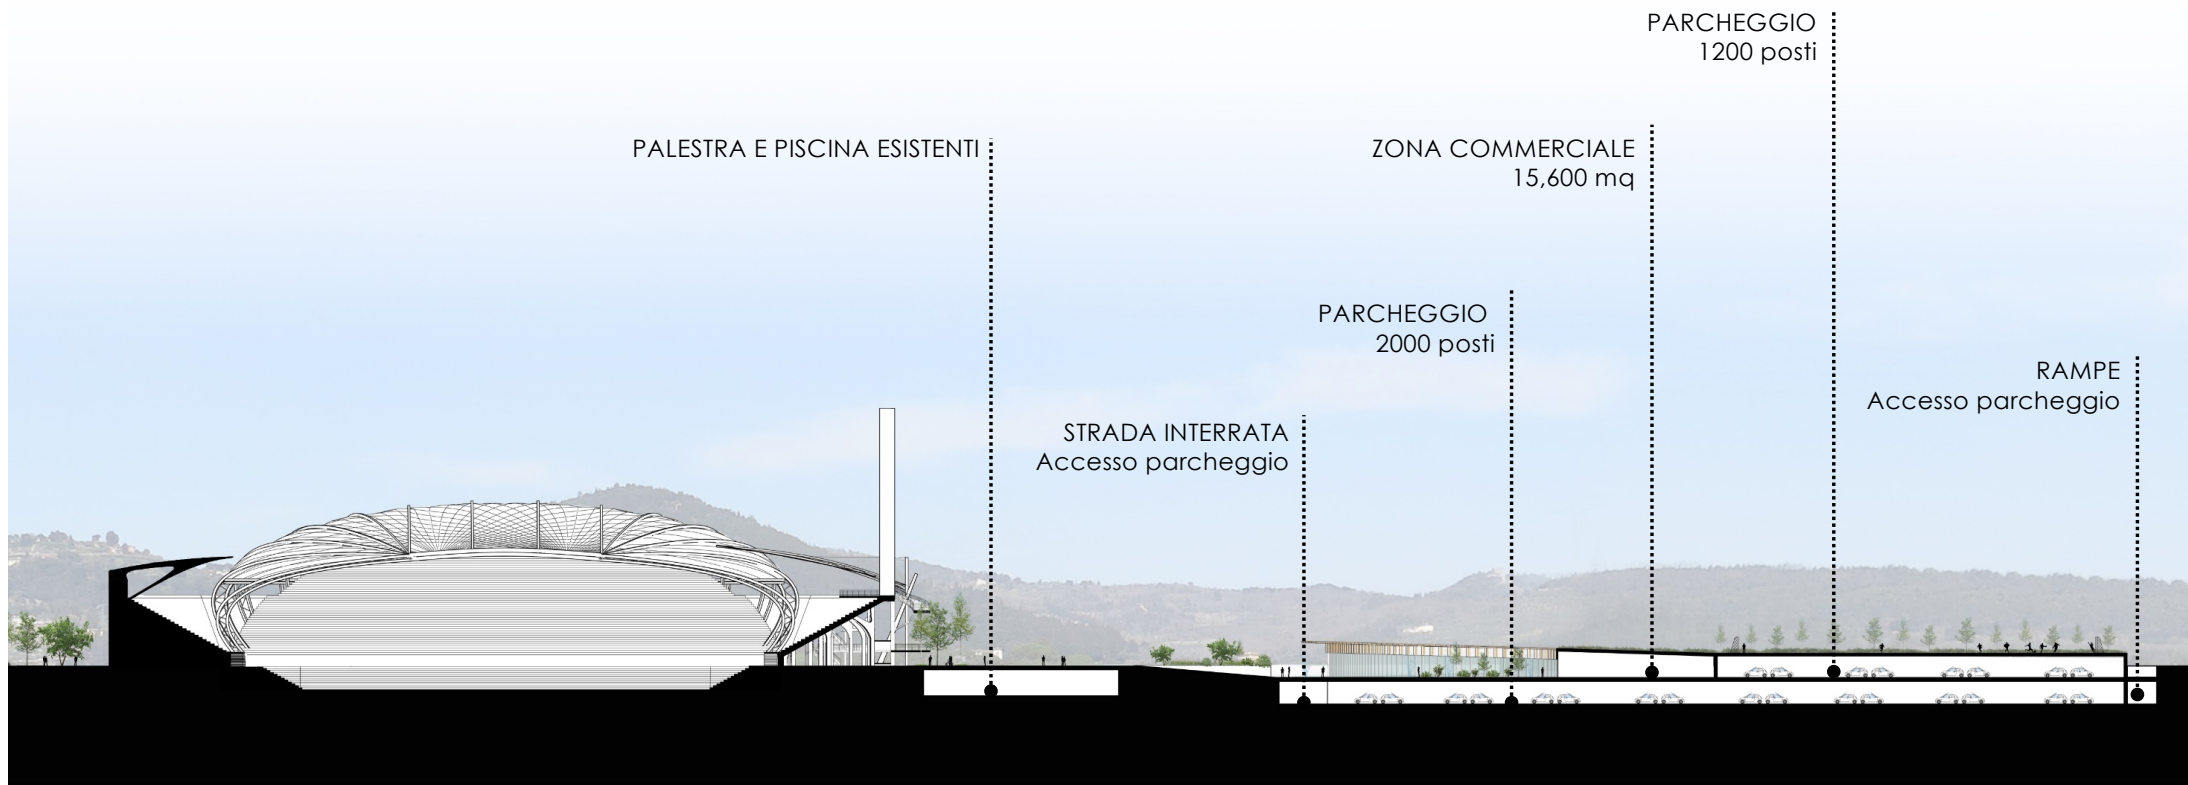 PARCHEGGIO
1200 posti
PALESTRA E PISCINA ESISTENTI
ZONA COMMERCIALE
15,600 mq
PARCHEGGIO
2000 posti
RAMPE
Accesso parcheggio
STRADA INTERRATA
Accesso parcheggio